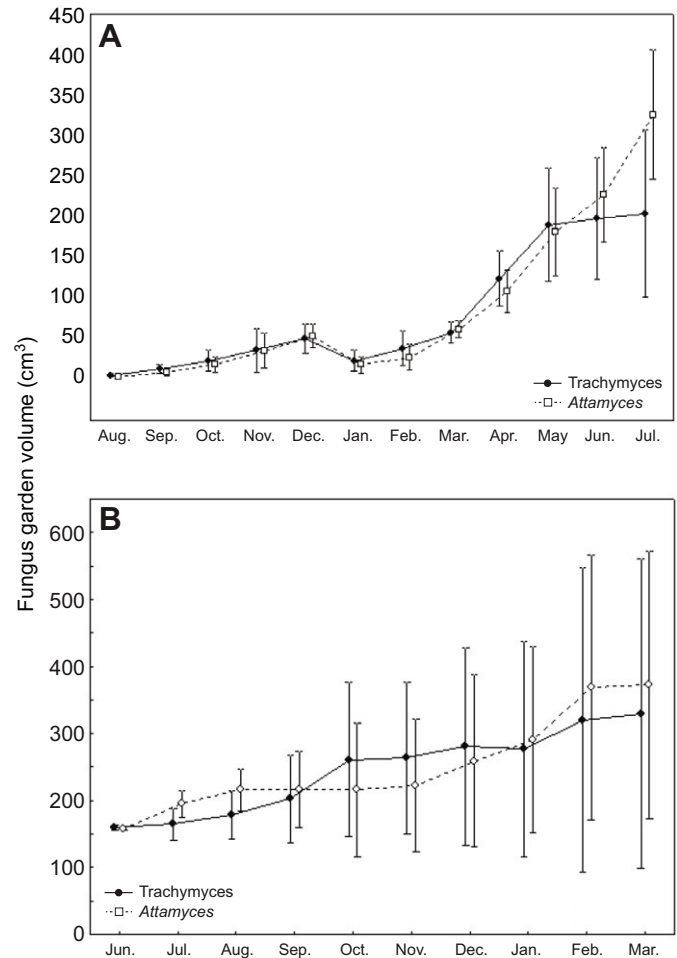 A
450
400
350
300
250
200
150
100
50
0
Trachymyces
Attamyces
Aug. Sep. Oct. Nov. Dec. Jan. Feb. Mar. Apr. May Jun. Jul.
Fungus garden volume (cm³)
B
600
500
400
300
200
100
0
Trachymyces
Attamyces
Jun. Jul. Aug. Sep. Oct. Nov. Dec. Jan. Feb. Mar.